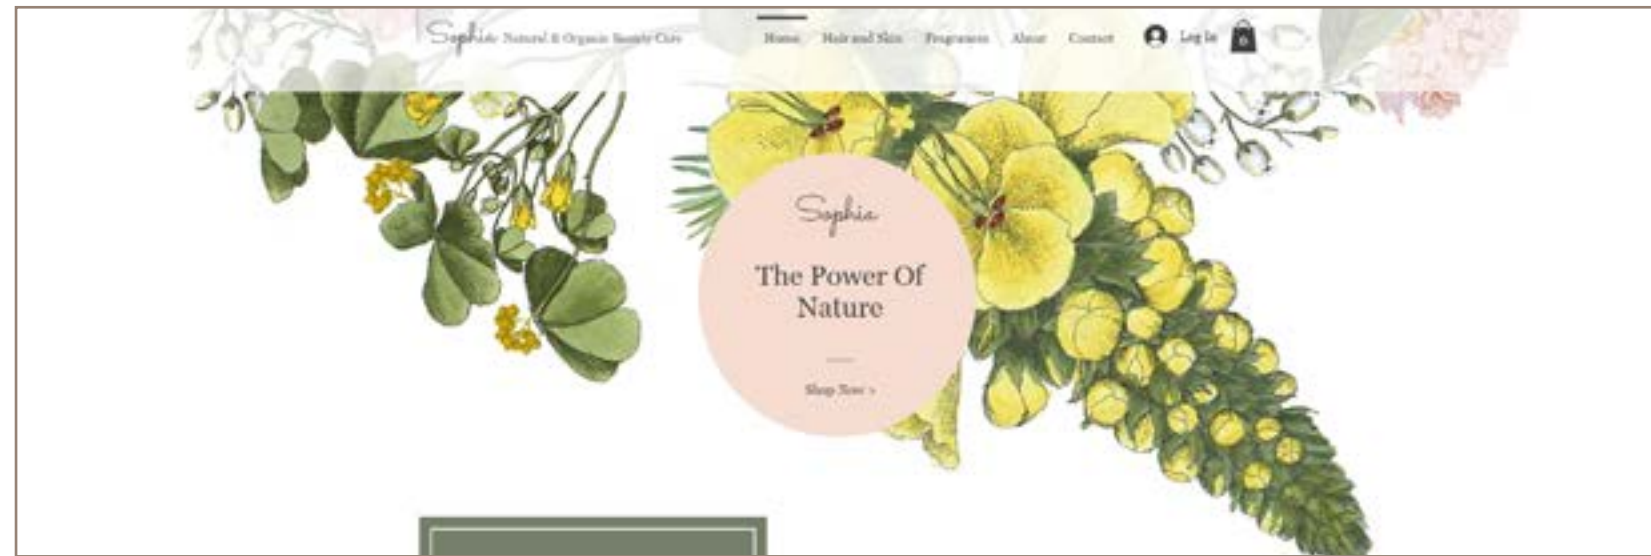 Sophia
Natural & Organic Beauty Care
Home
Hair and Skin
Fragrances
About
Contact
Log In
0
Sophia
The Power Of
Nature
Shop Now >